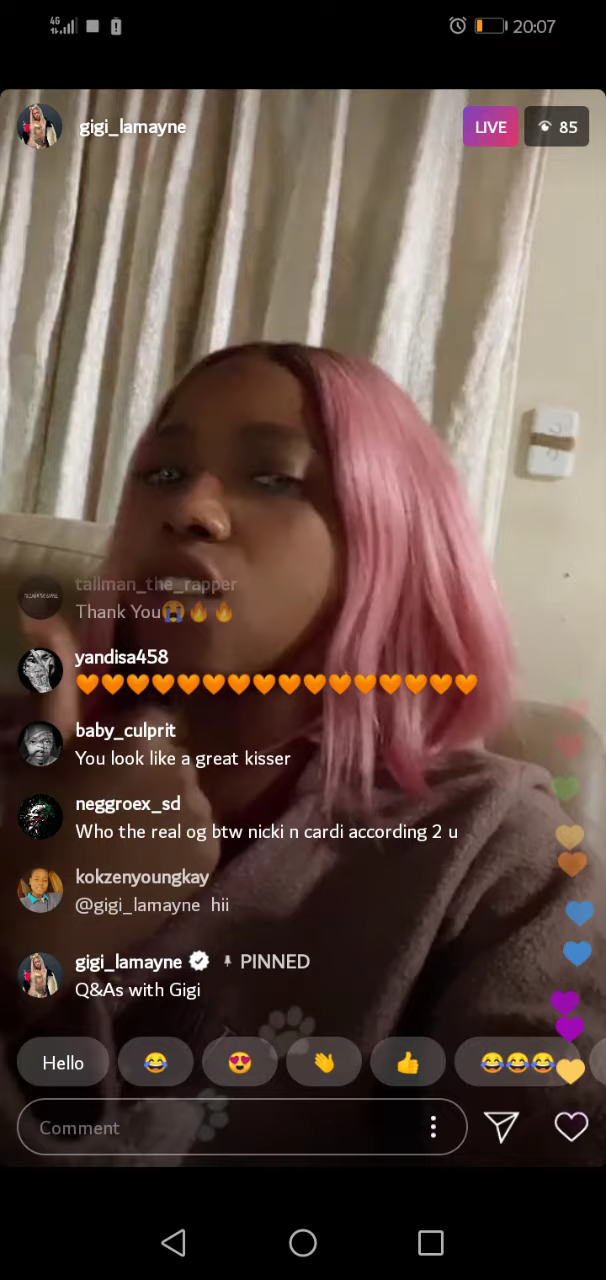 4G
20:07
gigi_lamayne
LIVE
85
tallman_the_rapper
Thank You😭🔥🔥
yandisa458
🧡🧡🧡🧡🧡🧡🧡🧡🧡🧡🧡🧡🧡🧡🧡🧡
baby_culprit
You look like a great kisser
neggroex_sd
Who the real og btw nicki n cardi according 2 u
kokzenyoungkay
@gigi_lamayne hii
gigi_lamayne PINNED
Q&As with Gigi
Hello 😂 😍 👋 👍 😂😂😂
Comment